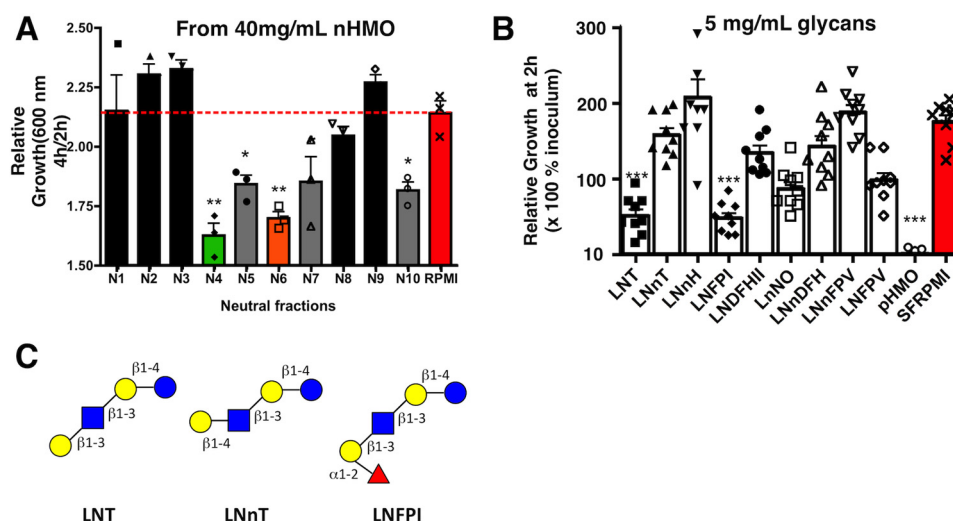 A
From 40mg/mL nHMO
Relative
Growth(600 nm
4h/2h)
2.50
2.25
2.00
1.75
1.50
**
*
**
*
N1 N2 N3 N4 N5 N6 N7 N8 N9 N10 RPMI
Neutral fractions
B
5 mg/mL glycans
Relative Growth at 2h
(x 100 % inoculum)
300
200
100
10
***
***
***
LNT
LNnT
LNnH
LNFPI
LNDFHII
LnNO
LNnDFH
LNnFPV
LNFPV
pHMO
SFRPMI
C
β1-4
β1-3
β1-3
LNT
β1-4
β1-3
β1-4
LNnT
β1-4
β1-3
β1-3
α1-2
LNFPI